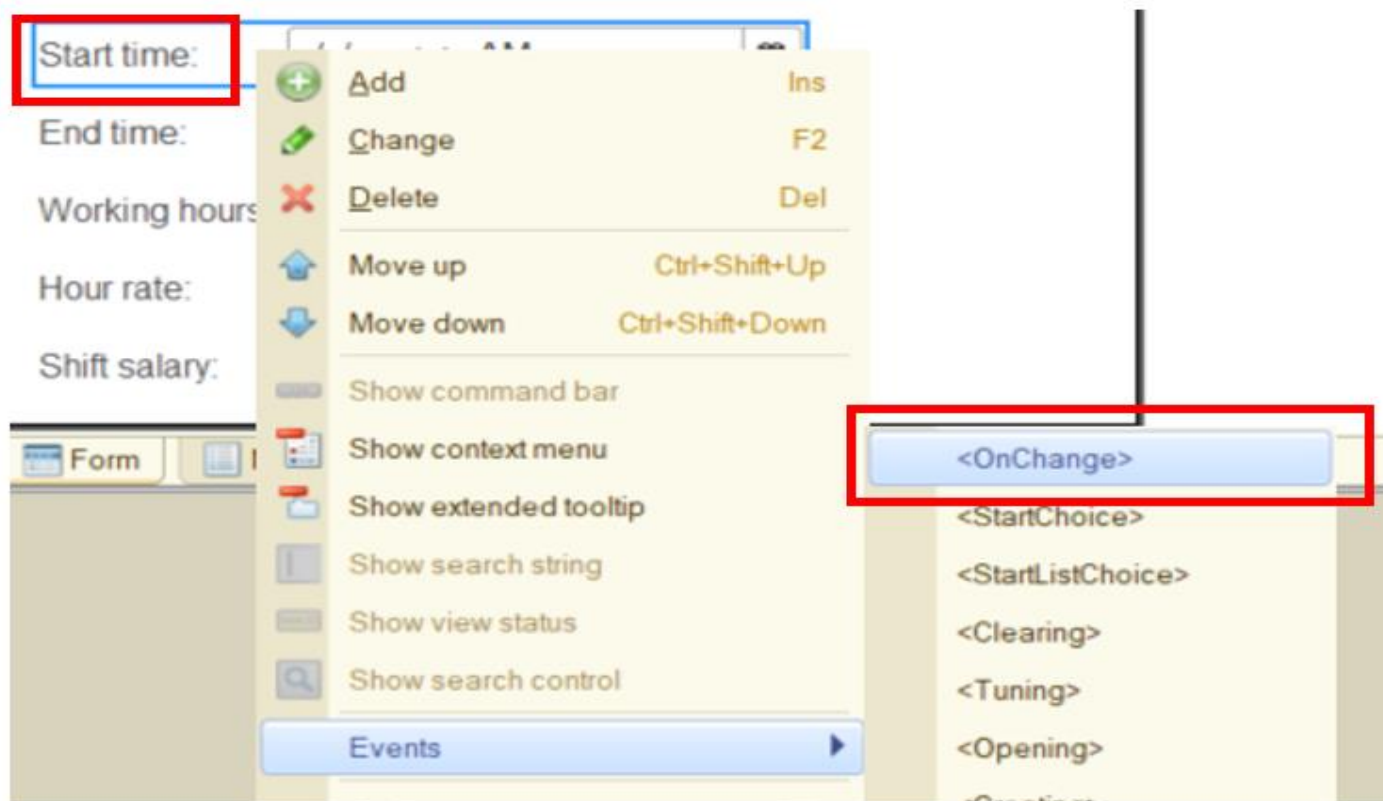 Start time:
AM
End time:
Working hours
Hour rate:
Shift salary:
Form
Add Ins
Change F2
Delete Del
Move up Ctrl+Shift+Up
Move down Ctrl+Shift+Down
Show command bar
Show context menu
Show extended tooltip
Show search string
Show view status
Show search control
Events
<OnChange>
<StartChoice>
<StartListChoice>
<Clearing>
<Tuning>
<Opening>